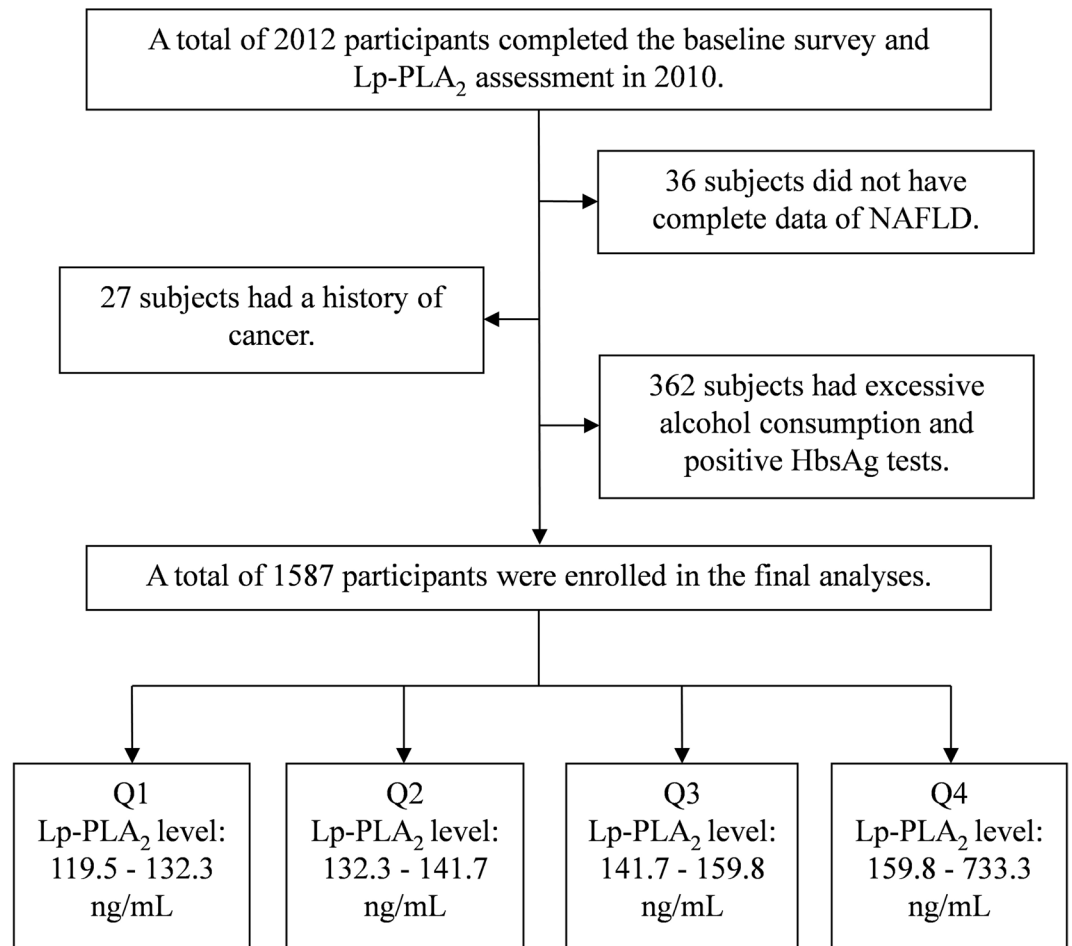 A total of 2012 participants completed the baseline survey and
Lp-PLA₂ assessment in 2010.
36 subjects did not have
complete data of NAFLD.
27 subjects had a history of
cancer.
362 subjects had excessive
alcohol consumption and
positive HbsAg tests.
A total of 1587 participants were enrolled in the final analyses.
Q1
Lp-PLA₂ level:
119.5 - 132.3
ng/mL
Q2
Lp-PLA₂ level:
132.3 - 141.7
ng/mL
Q3
Lp-PLA₂ level:
141.7 - 159.8
ng/mL
Q4
Lp-PLA₂ level:
159.8 - 733.3
ng/mL